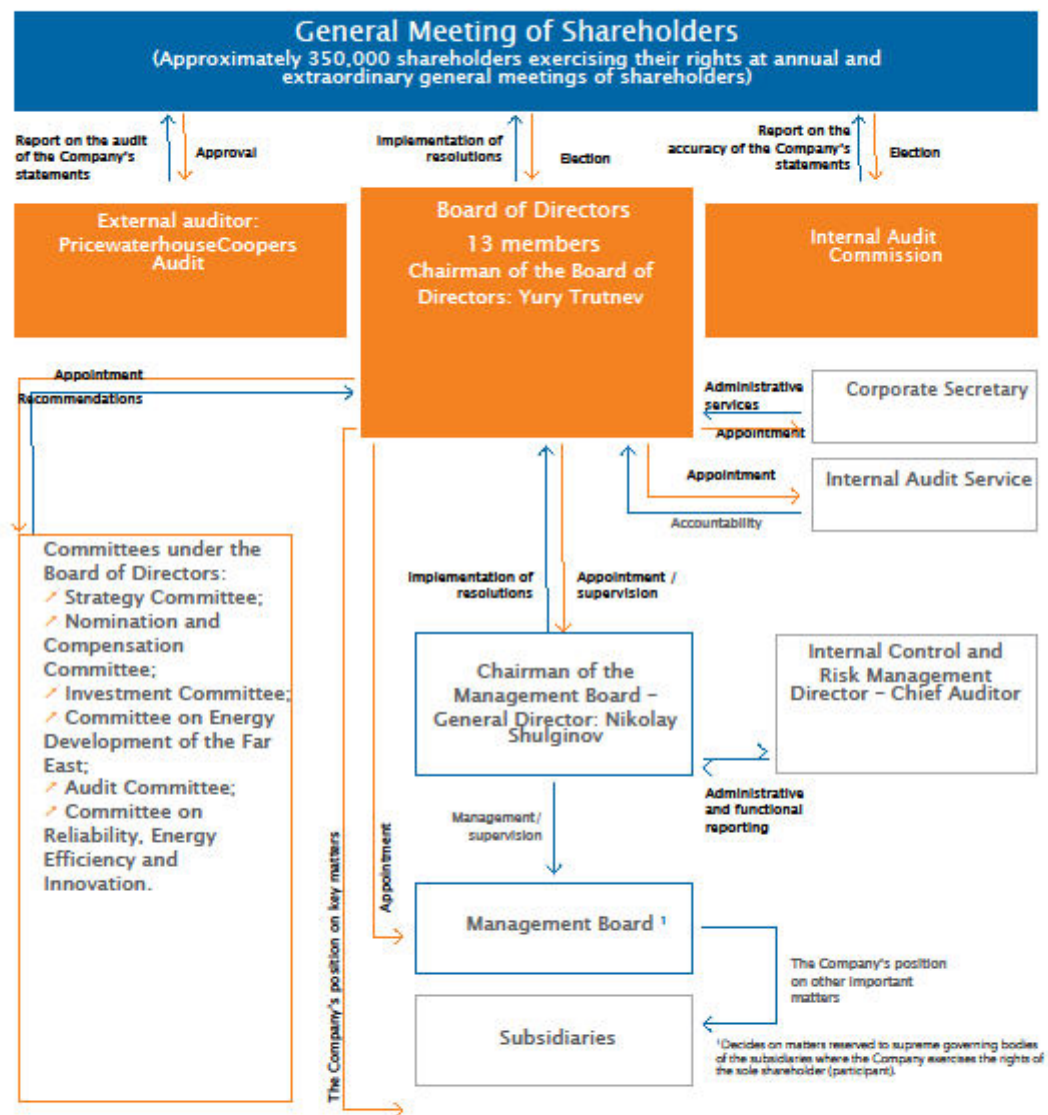 General Meeting of Shareholders
(Approximately 350,000 shareholders exercising their rights at annual and
extraordinary general meetings of shareholders)
Report on the audit
of the Company's
statements
Approval
Implementation of
resolutions
Election
Report on the
accuracy of the Company's
statements
Election
External auditor:
PricewaterhouseCoopers
Audit
Board of Directors
13 members
Chairman of the Board of
Directors: Yury Trutnev
Internal Audit
Commission
Appointment
Recommendations
Administrative
services
Appointment
Corporate Secretary
Appointment
Accountability
Internal Audit Service
Committees under the
Board of Directors:
↗ Strategy Committee;
↗ Nomination and
Compensation
Committee;
↗ Investment Committee;
↗ Committee on Energy
Development of the Far
East;
↗ Audit Committee;
↗ Committee on
Reliability, Energy
Efficiency and
Innovation.
Implementation of
resolutions
Appointment /
supervision
Chairman of the
Management Board –
General Director: Nikolay
Shulginov
Internal Control and
Risk Management
Director – Chief Auditor
Administrative
and functional
reporting
Management/
supervision
The Company's position on key matters
Appointment
Management Board ¹
The Company's position
on other important
matters
Subsidiaries
¹Decides on matters reserved to supreme governing bodies
of the subsidiaries where the Company exercises the rights of
the sole shareholder (participant).